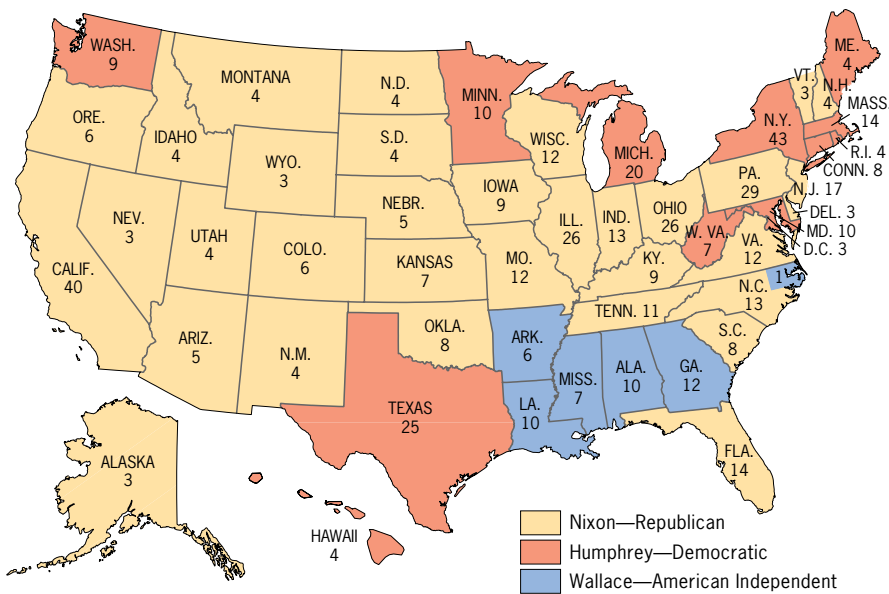 WASH.
9
ORE.
6
IDAHO
4
MONTANA
4
WYO.
3
NEV.
3
CALIF.
40
UTAH
4
COLO.
6
ARIZ.
5
N.M.
4
N.D.
4
S.D.
4
NEBR.
5
KANSAS
7
OKLA.
8
TEXAS
25
MINN.
10
IOWA
9
MO.
12
ARK.
6
LA.
10
WISC.
12
ILL.
26
MICH.
20
IND.
13
OHIO
26
KY.
9
TENN. 11
MISS.
7
ALA.
10
GA.
12
FLA.
14
S.C.
8
N.C.
13
1
VA.
12
W. VA.
7
PA.
29
N.Y.
43
VT.
3
N.H.
4
ME.
4
MASS.
14
R.I. 4
CONN. 8
N.J. 17
DEL. 3
MD. 10
D.C. 3
ALASKA
3
HAWAII
4
Nixon—Republican
Humphrey—Democratic
Wallace—American Independent